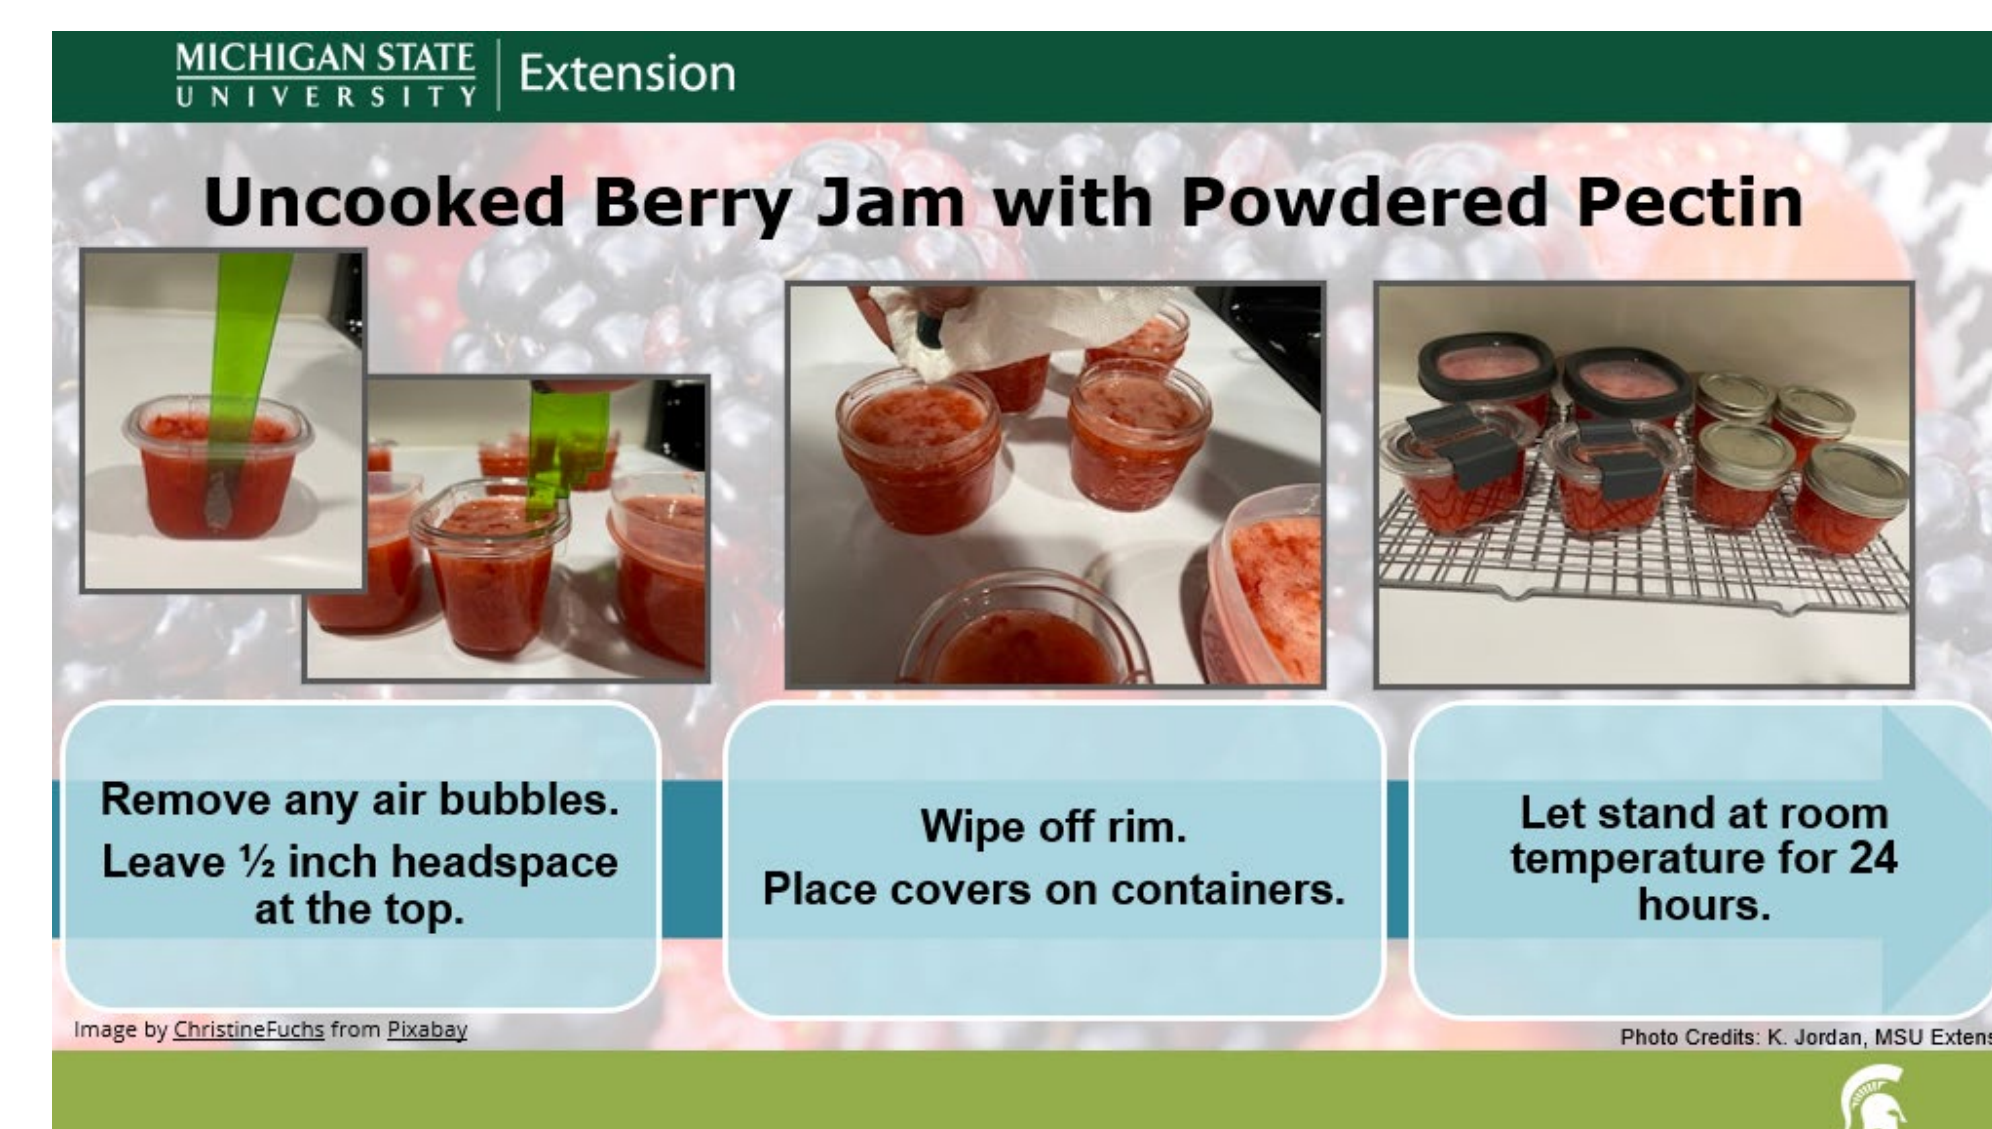 MICHIGAN STATE
UNIVERSITY
Extension
Uncooked Berry Jam with Powdered Pectin
Remove any air bubbles.
Leave ½ inch headspace
at the top.
Wipe off rim.
Place covers on containers.
Let stand at room
temperature for 24
hours.
Image by ChristineFuchs from Pixabay
Photo Credits: K. Jordan, MSU Extens